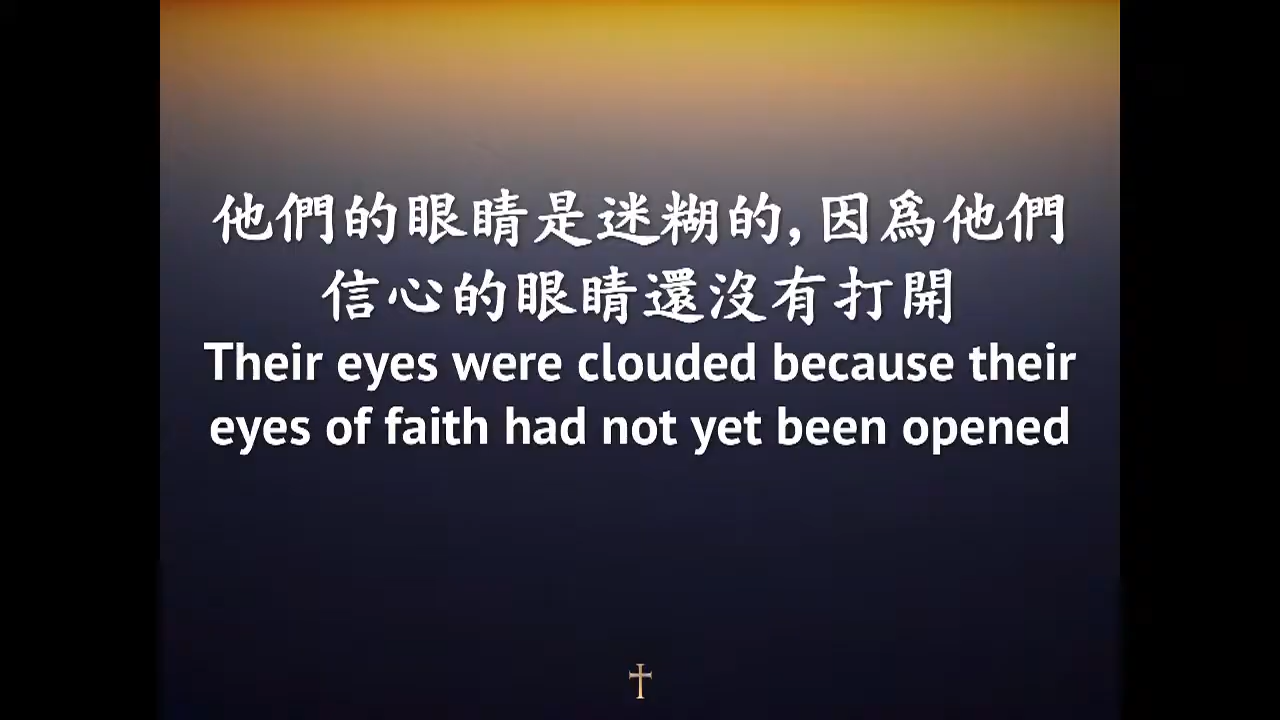 他們的眼睛是迷糊的,因爲他們
信心的眼睛還沒有打開
Their eyes were clouded because their
eyes of faith had not yet been opened